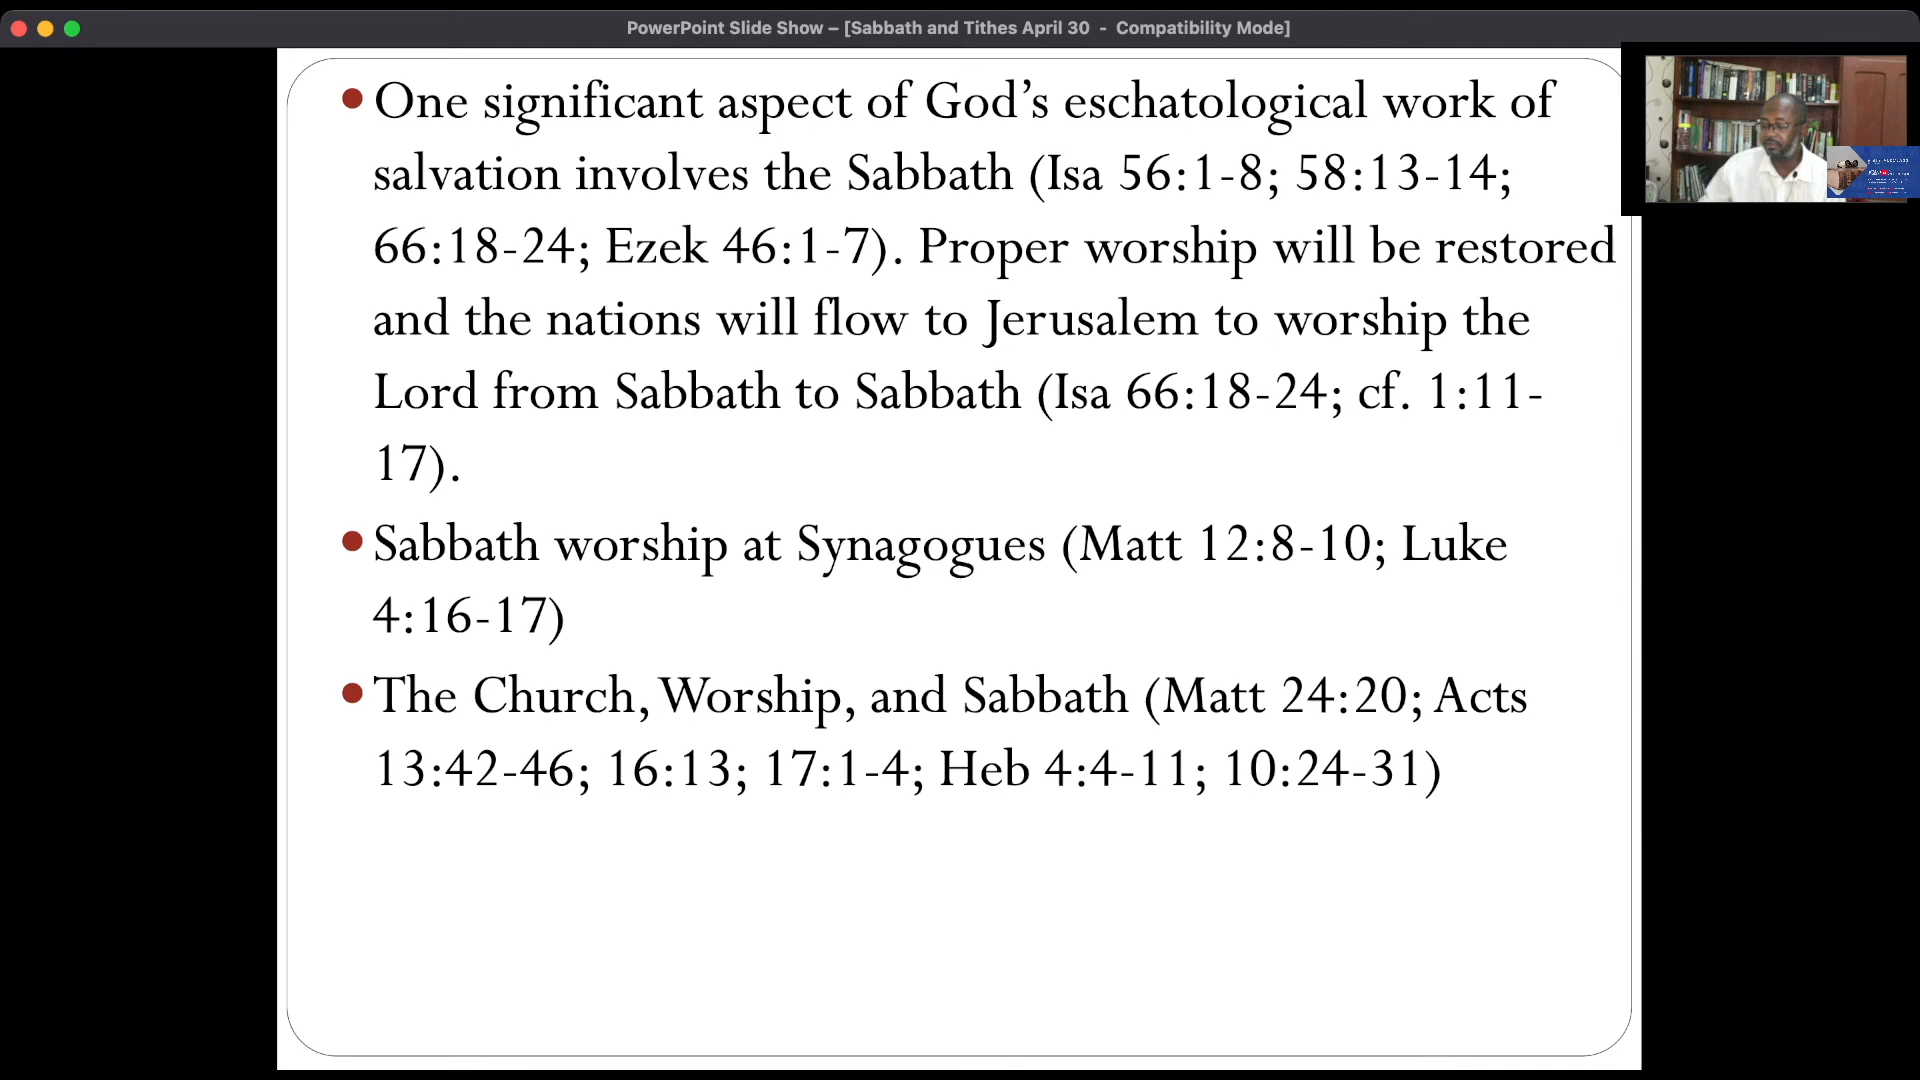 PowerPoint Slide Show – [Sabbath and Tithes April 30 - Compatibility Mode]
• One significant aspect of God’s eschatological work of
salvation involves the Sabbath (Isa 56:1-8; 58:13-14;
66:18-24; Ezek 46:1-7). Proper worship will be restored
and the nations will flow to Jerusalem to worship the
Lord from Sabbath to Sabbath (Isa 66:18-24; cf. 1:11-
17).
• Sabbath worship at Synagogues (Matt 12:8-10; Luke
4:16-17)
• The Church, Worship, and Sabbath (Matt 24:20; Acts
13:42-46; 16:13; 17:1-4; Heb 4:4-11; 10:24-31)